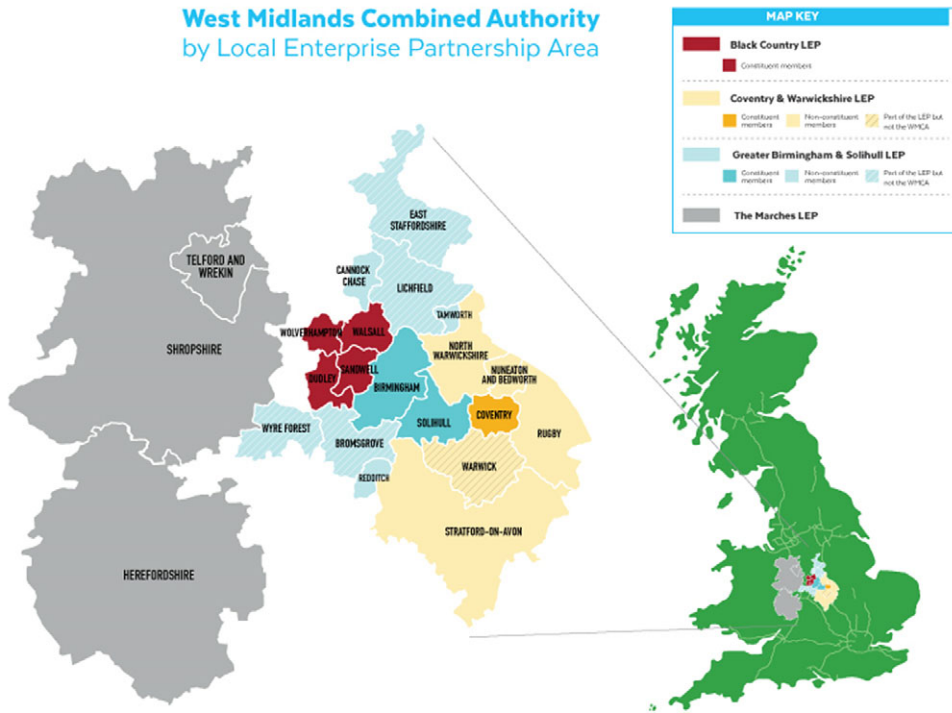 West Midlands Combined Authority
by Local Enterprise Partnership Area
MAP KEY
Black Country LEP
Constituent members
Coventry & Warwickshire LEP
Constituent
members
Non-constituent
members
Part of the LEP but
not the WMCA
Greater Birmingham & Solihull LEP
Constituent
members
Non-constituent
members
Part of the LEP but
not the WMCA
The Marches LEP
EAST
STAFFORDSHIRE
TELFORD AND
WREKIN
CANNOCK
CHASE
LICHFIELD
TAMWORTH
WOLVERHAMPTON
WALSALL
SHROPSHIRE
NORTH
WARWICKSHIRE
DUDLEY
SANDWELL
NUNEATON
AND BEDWORTH
BIRMINGHAM
SOLIHULL
COVENTRY
WYRE FOREST
BROMSGROVE
RUGBY
WARWICK
REDDITCH
STRATFORD-ON-AVON
HEREFORDSHIRE